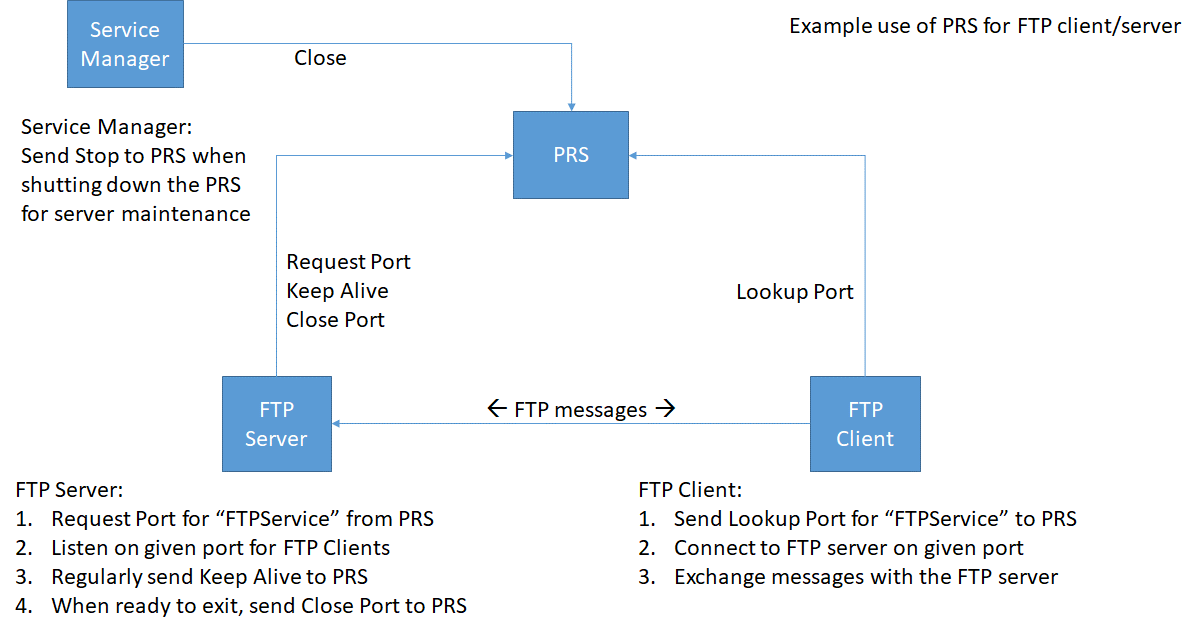 Example use of PRS for FTP client/server
Service
Manager
Close
Service Manager:
Send Stop to PRS when
shutting down the PRS
for server maintenance
PRS
Request Port
Keep Alive
Close Port
Lookup Port
FTP
Server
← FTP messages →
FTP
Client
FTP Server:
1. Request Port for “FTPService” from PRS
2. Listen on given port for FTP Clients
3. Regularly send Keep Alive to PRS
4. When ready to exit, send Close Port to PRS
FTP Client:
1. Send Lookup Port for “FTPService” to PRS
2. Connect to FTP server on given port
3. Exchange messages with the FTP server